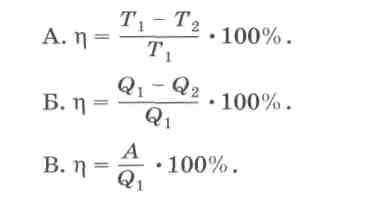 А. η = (T₁ − T₂) / T₁ · 100% .
Б. η = (Q₁ − Q₂) / Q₁ · 100% .
В. η = A / Q₁ · 100% .